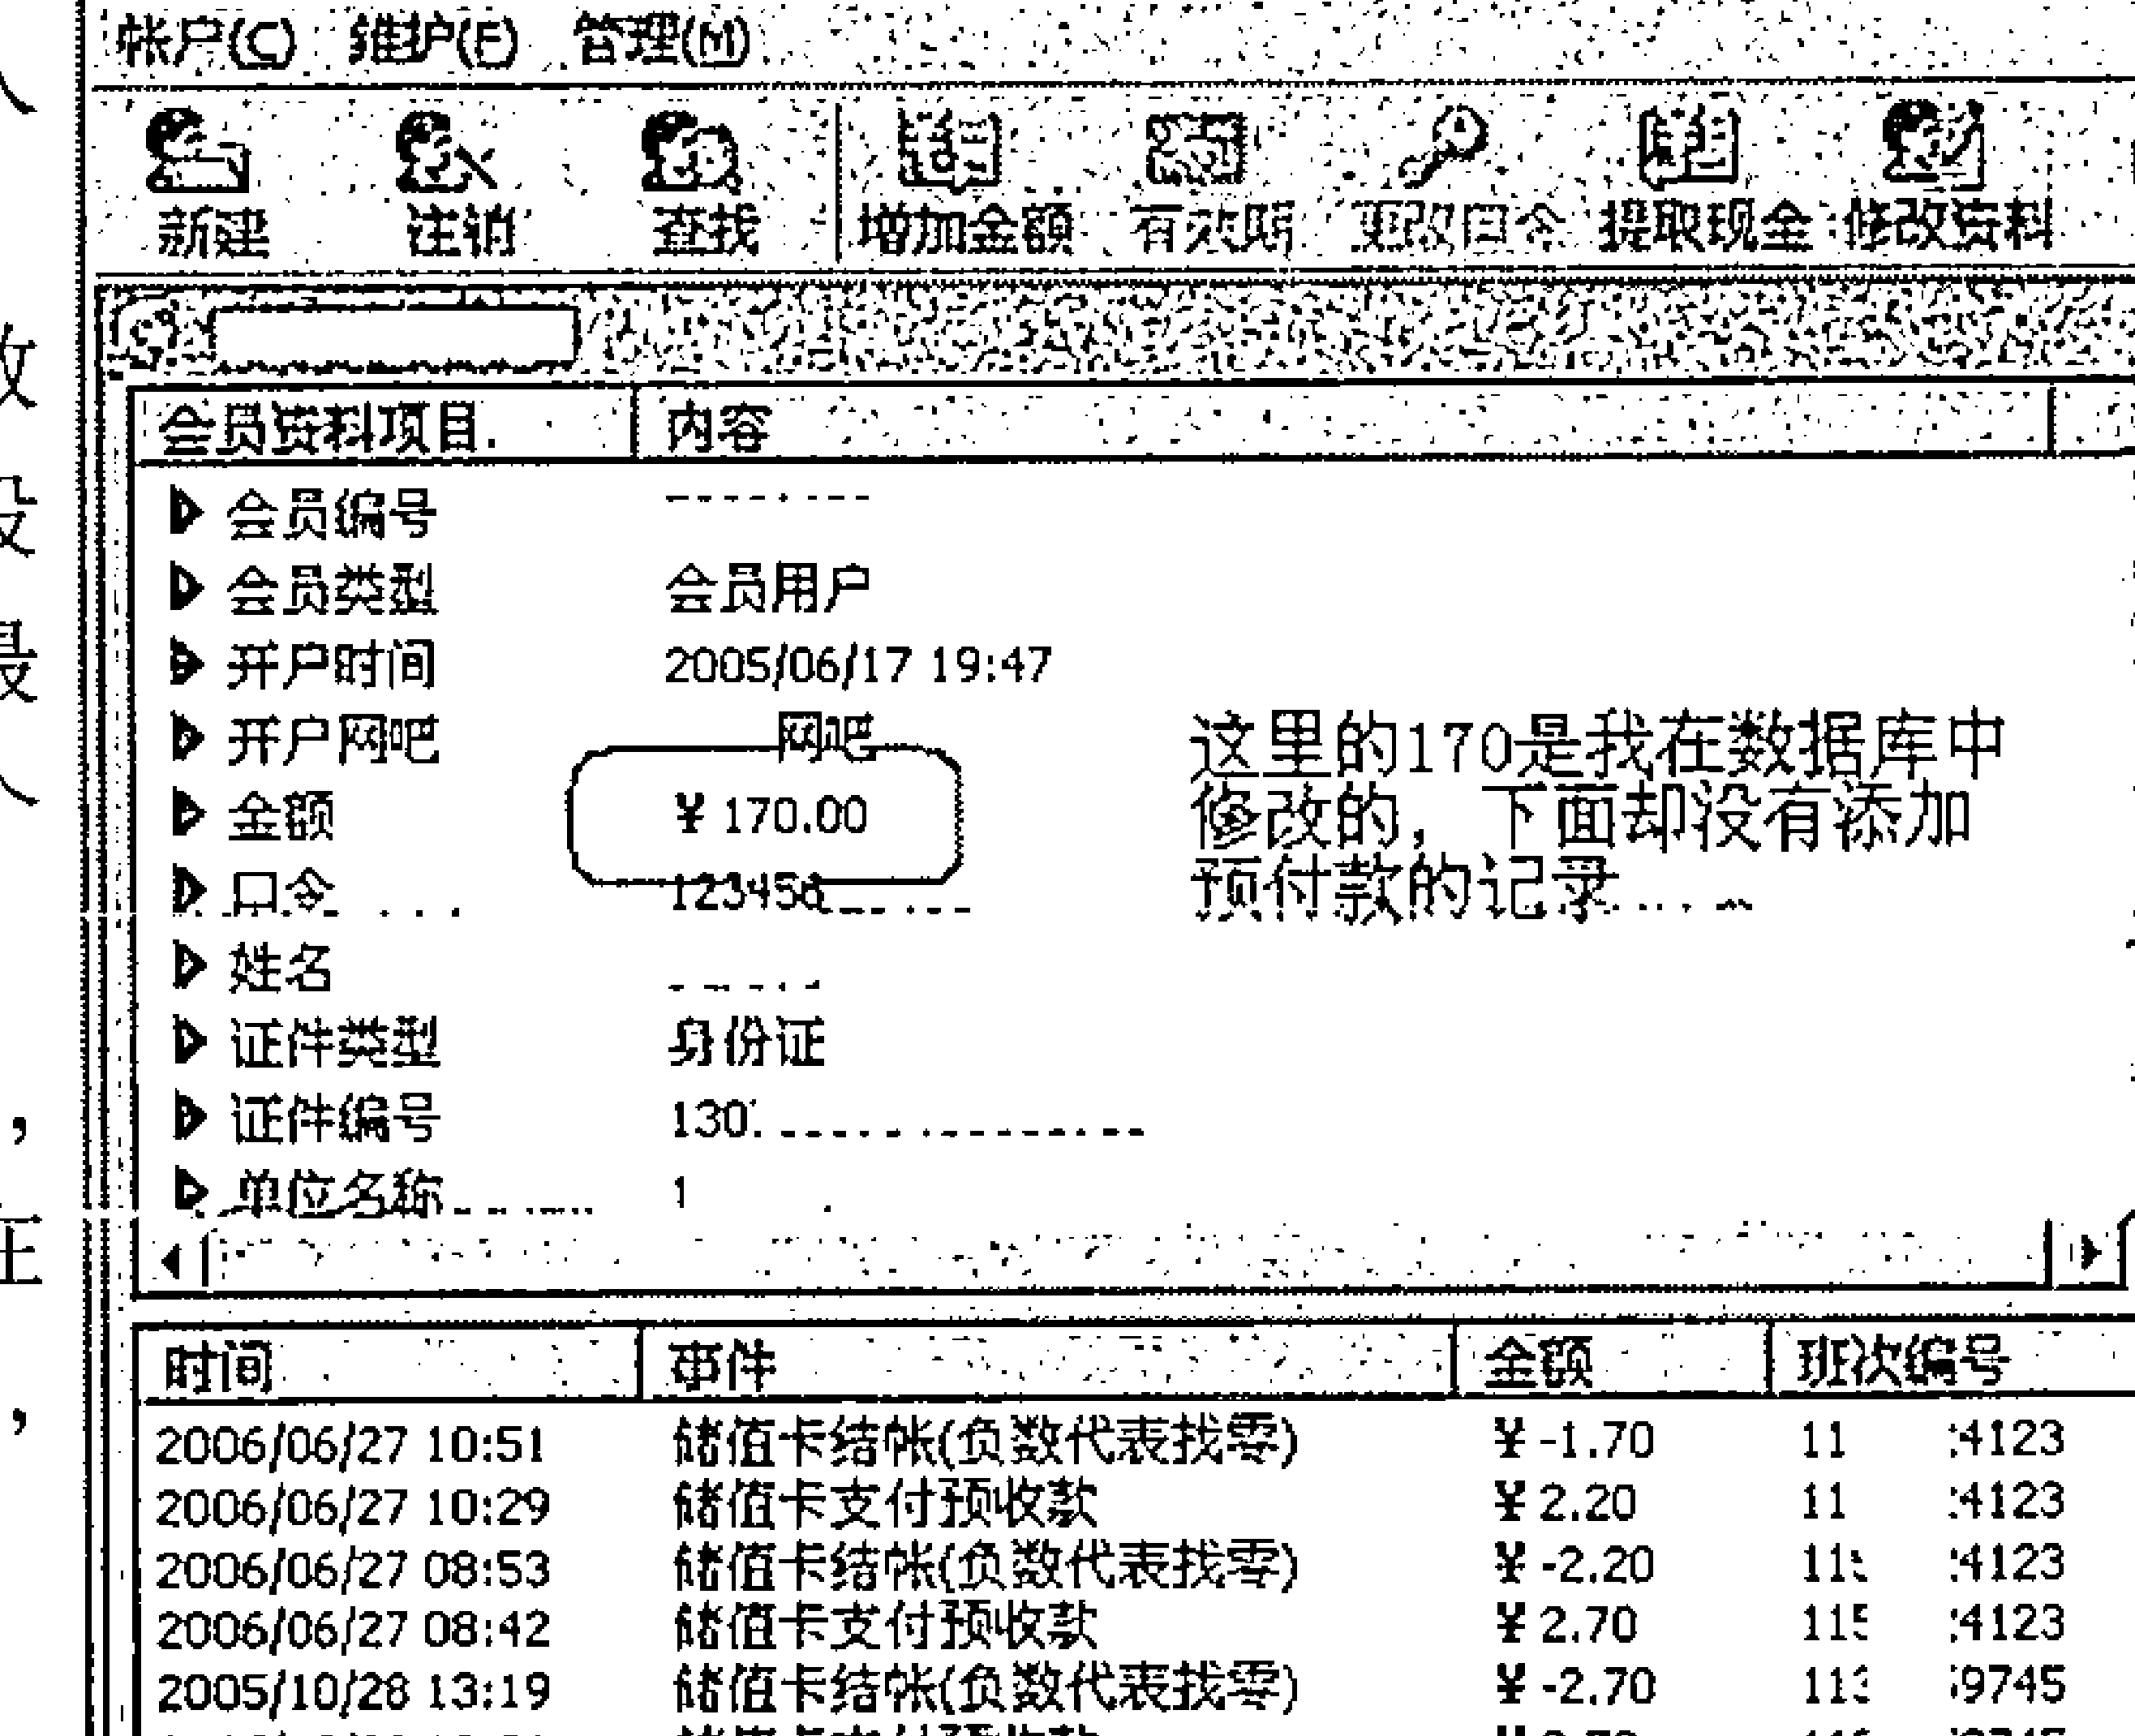 帐户(C) 维护(F) 管理(M)
新建 注销 查找 增加金额 有效期 更改口令 提取现金 修改资料
会员资料项目 内容
会员编号
会员类型 会员用户
开户时间 2005/06/17 19:47
开户网吧 网吧
金额 ¥170.00
口令 123456
姓名
证件类型 身份证
证件编号 130
单位名称 1
这里的170是我在数据库中
修改的，下面却没有添加
预付款的记录
时间 事件 金额 班次编号
2006/06/27 10:51 储值卡结帐(负数代表找零) ¥-1.70 11 4123
2006/06/27 10:29 储值卡支付预收款 ¥2.20 11 4123
2006/06/27 08:53 储值卡结帐(负数代表找零) ¥-2.20 11 4123
2006/06/27 08:42 储值卡支付预收款 ¥2.70 115 4123
2005/10/28 13:19 储值卡结帐(负数代表找零) ¥-2.70 113 9745